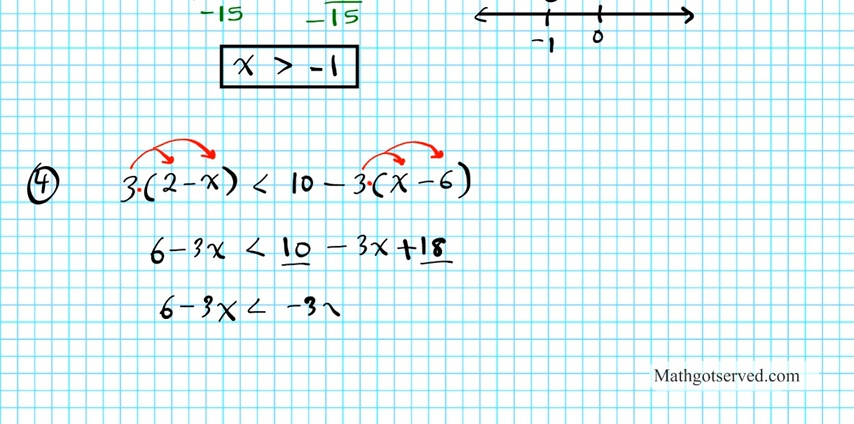 -15 -15
x > -1
-1 0
4 3·(2-x) < 10-3·(x-6)
6-3x < 10 - 3x+18
6-3x < -3x
Mathgotserved.com